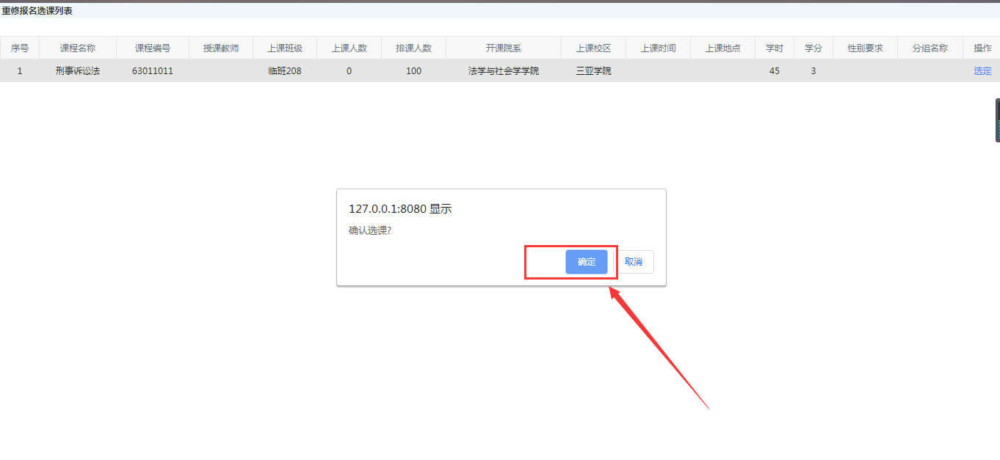 重修报名选课列表
序号 课程名称 课程编号 授课教师 上课班级 上课人数 排课人数 开课院系 上课校区 上课时间 上课地点 学时 学分 性别要求 分组名称 操作
1 刑事诉讼法 63011011 临班208 0 100 法学与社会学学院 三亚学院 45 3 选定
127.0.0.1:8080 显示
确认选课?
确定 取消